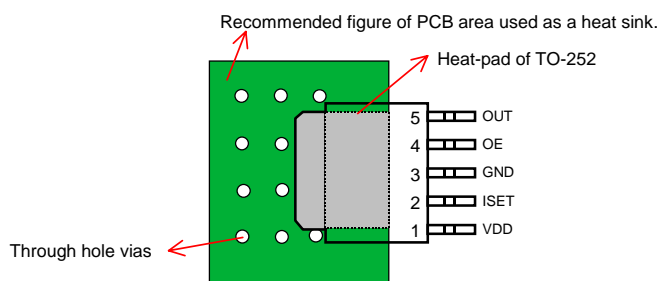 Recommended figure of PCB area used as a heat sink.
Heat-pad of TO-252
5 OUT
4 OE
3 GND
2 ISET
1 VDD
Through hole vias